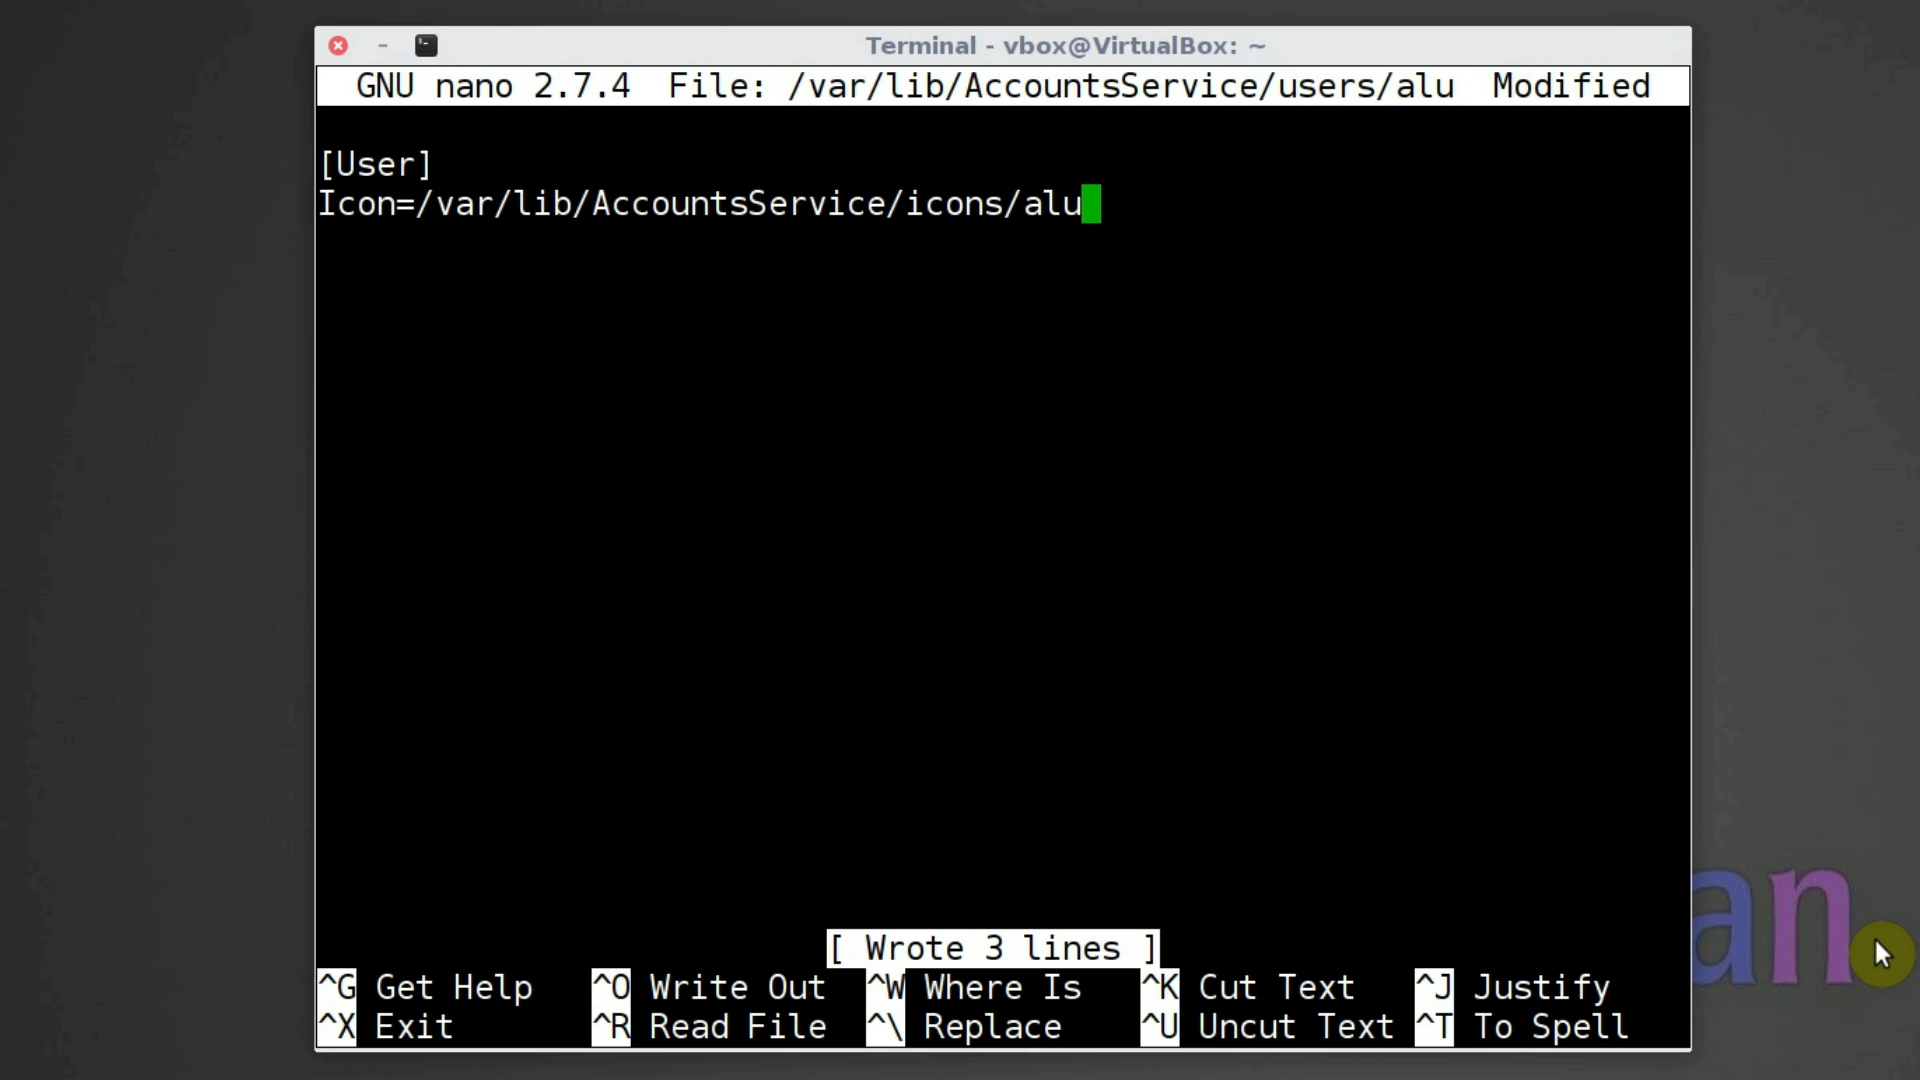 Terminal - vbox@VirtualBox: ~
GNU nano 2.7.4 File: /var/lib/AccountsService/users/alu Modified
[User]
Icon=/var/lib/AccountsService/icons/alu
[ Wrote 3 lines ]
^G Get Help ^O Write Out ^W Where Is ^K Cut Text ^J Justify
^X Exit ^R Read File ^\ Replace ^U Uncut Text ^T To Spell
an